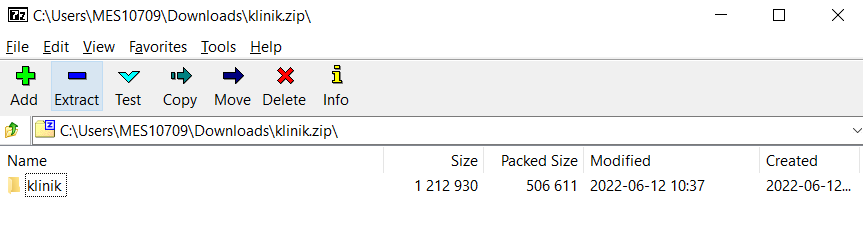 C:\Users\MES10709\Downloads\klinik.zip\
File Edit View Favorites Tools Help
Add Extract Test Copy Move Delete Info
C:\Users\MES10709\Downloads\klinik.zip\
Name Size Packed Size Modified Created
klinik 1 212 930 506 611 2022-06-12 10:37 2022-06-12...